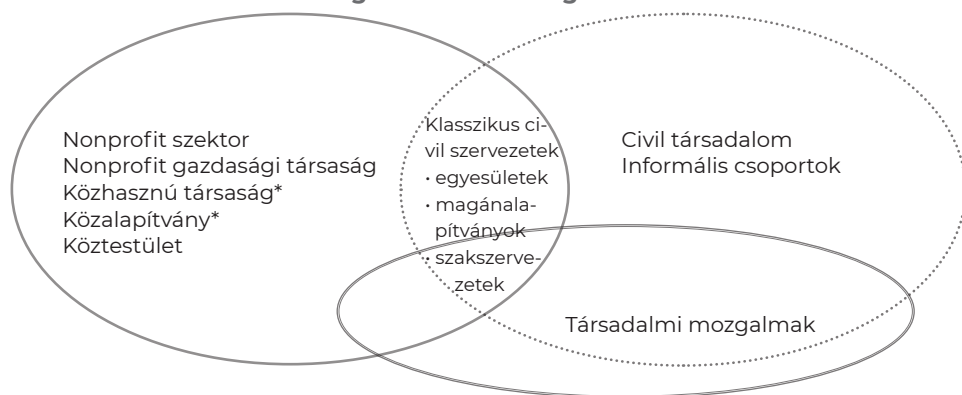 Nonprofit szektor
Nonprofit gazdasági társaság
Közhasznú társaság*
Közalapítvány*
Köztestület
Klasszikus ci-
vil szervezetek
• egyesületek
• magánala-
pítványok
• szakszerve-
zetek
Civil társadalom
Informális csoportok
Társadalmi mozgalmak